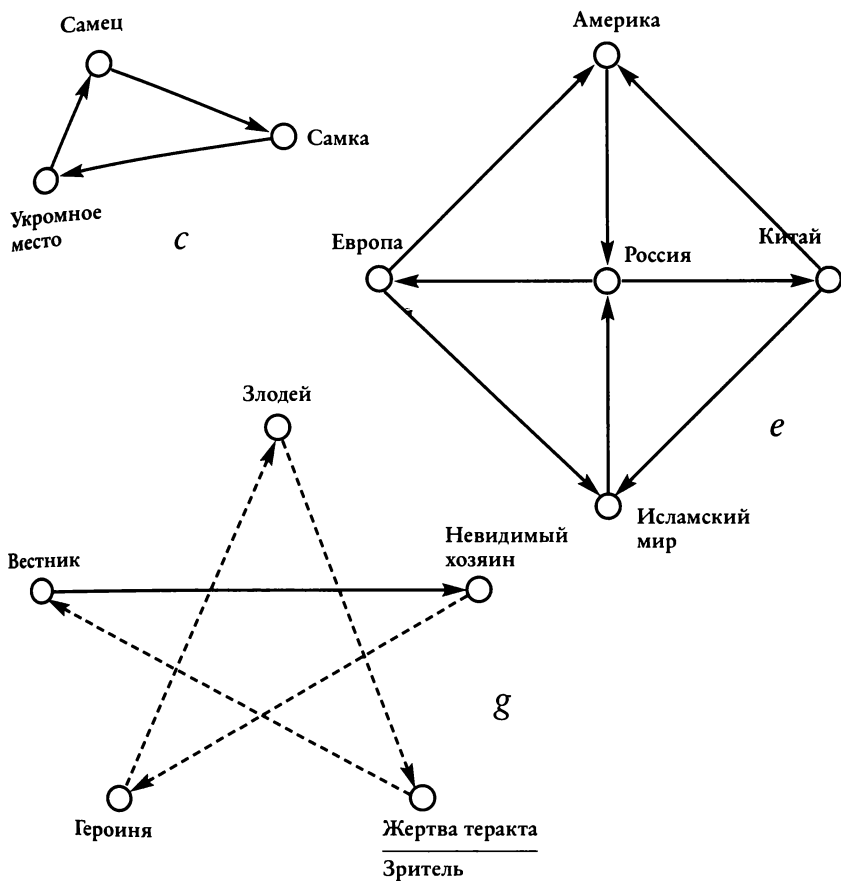 Самец
Америка
Самка
Укромное
место
c
Европа
Россия
Китай
Злодей
e
Исламский
мир
Невидимый
хозяин
Вестник
g
Героиня
Жертва теракта
Зритель